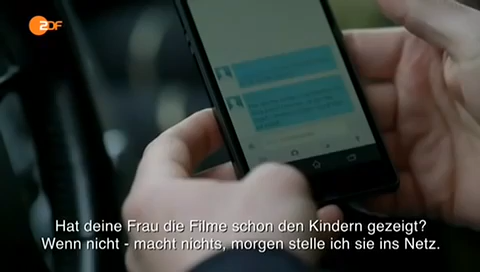 ZDF
Hat deine Frau die Filme schon den Kindern gezeigt?
Wenn nicht - macht nichts, morgen stelle ich sie ins Netz.